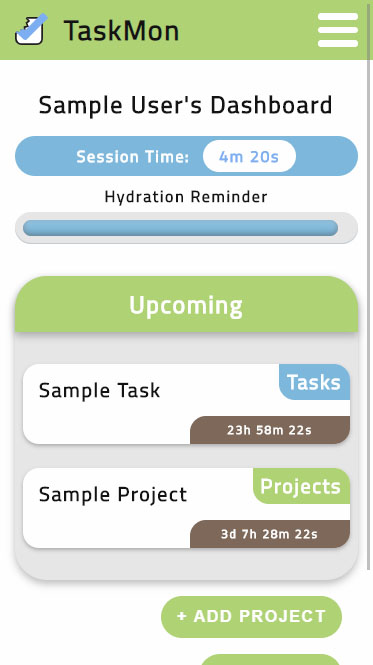 TaskMon
Sample User's Dashboard
Session Time: 4m 20s
Hydration Reminder
Upcoming
Tasks
Sample Task
23h 58m 22s
Projects
Sample Project
3d 7h 28m 22s
+ ADD PROJECT